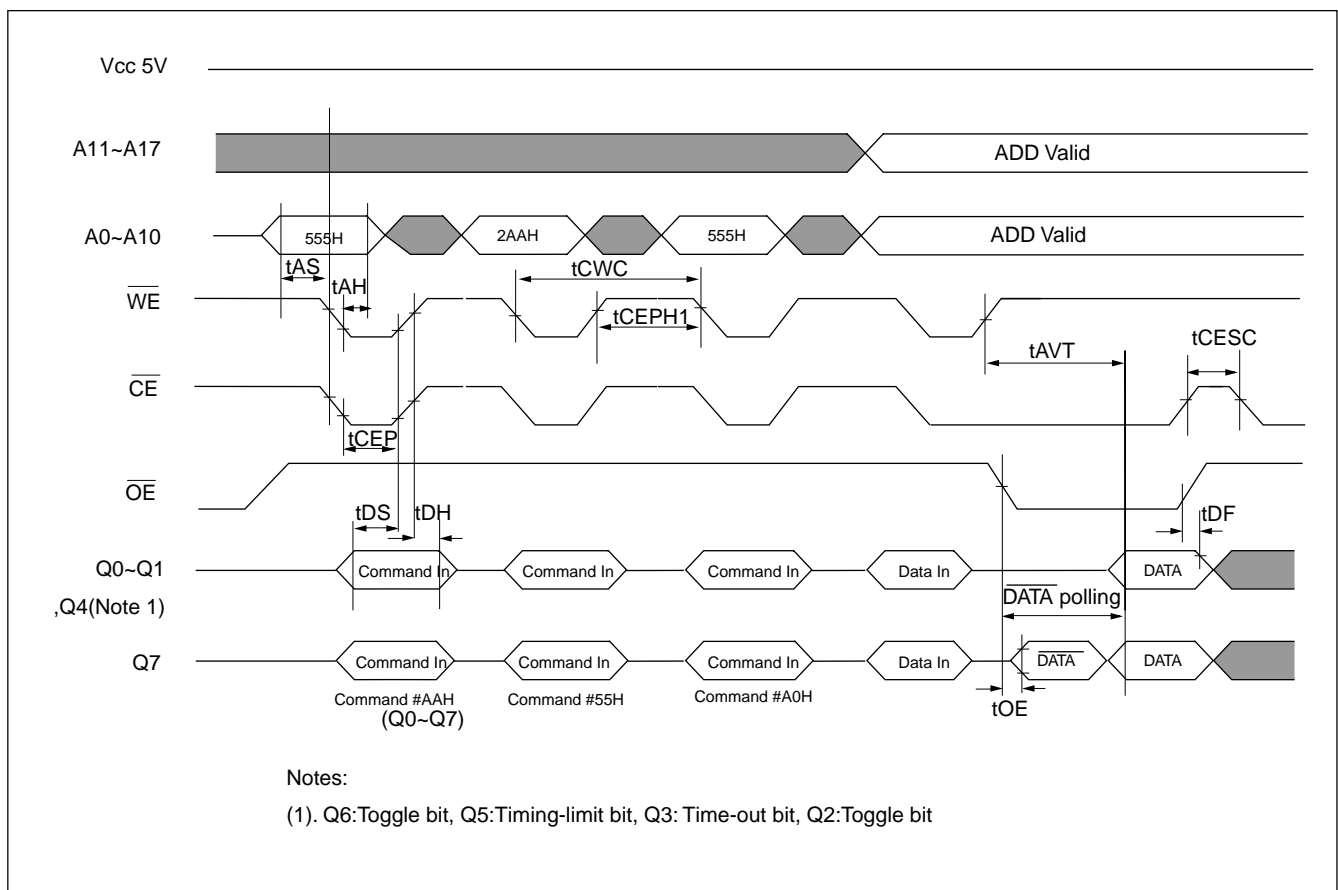 Vcc 5V
A11~A17
ADD Valid
A0~A10
555H
2AAH
555H
ADD Valid
tAS
tAH
tCWC
WE
tCEPH1
tAVT
tCESC
CE
tCEP
OE
tDS
tDH
tDF
Q0~Q1
,Q4(Note 1)
Command In
Command In
Command In
Data In
DATA
DATA polling
Q7
Command In
Command In
Command In
Data In
DATA
DATA
Command #AAH
Command #55H
Command #A0H
(Q0~Q7)
tOE
Notes:
(1). Q6:Toggle bit, Q5:Timing-limit bit, Q3: Time-out bit, Q2:Toggle bit